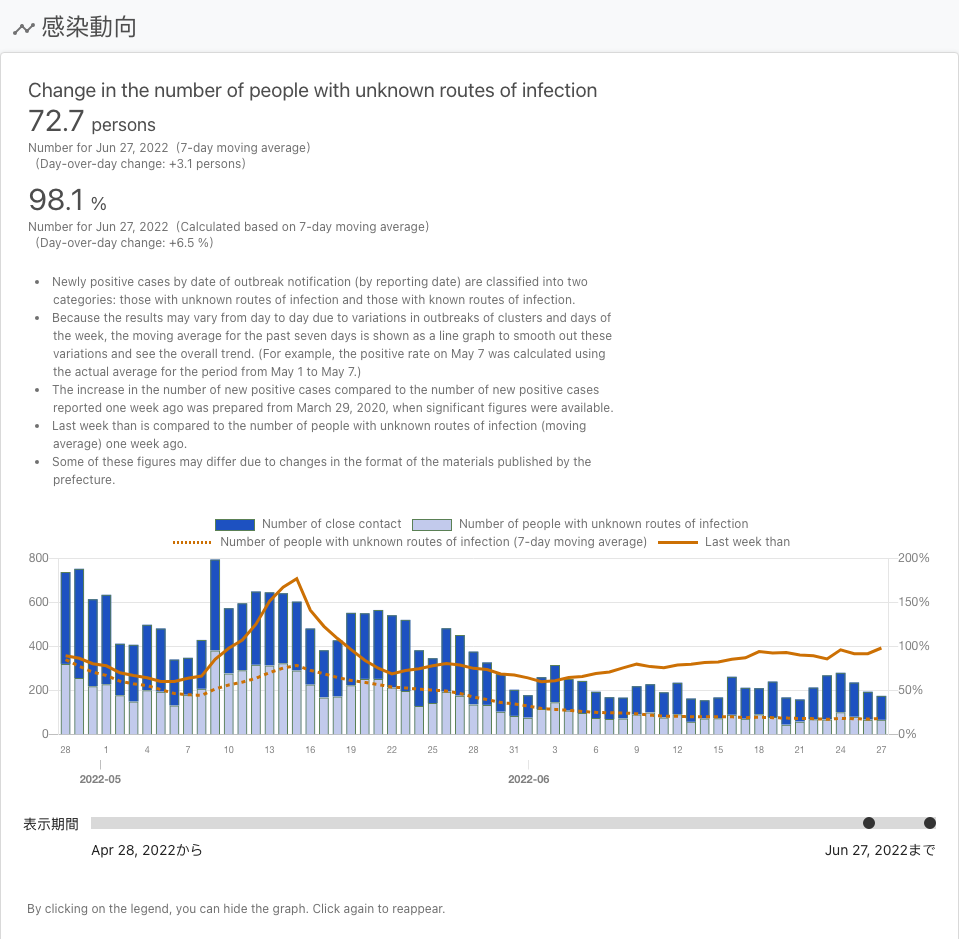 感染動向
Change in the number of people with unknown routes of infection
72.7 persons
Number for Jun 27, 2022 (7-day moving average)
(Day-over-day change: +3.1 persons)
98.1 %
Number for Jun 27, 2022 (Calculated based on 7-day moving average)
(Day-over-day change: +6.5 %)
• Newly positive cases by date of outbreak notification (by reporting date) are classified into two
categories: those with unknown routes of infection and those with known routes of infection.
• Because the results may vary from day to day due to variations in outbreaks of clusters and days of
the week, the moving average for the past seven days is shown as a line graph to smooth out these
variations and see the overall trend. (For example, the positive rate on May 7 was calculated using
the actual average for the period from May 1 to May 7.)
• The increase in the number of new positive cases compared to the number of new positive cases
reported one week ago was prepared from March 29, 2020, when significant figures were available.
• Last week than is compared to the number of people with unknown routes of infection (moving
average) one week ago.
• Some of these figures may differ due to changes in the format of the materials published by the
prefecture.
Number of close contact Number of people with unknown routes of infection
Number of people with unknown routes of infection (7-day moving average) Last week than
800 200%
600 150%
400 100%
200 50%
0 0%
28 1 4 7 10 13 16 19 22 25 28 31 3 6 9 12 15 18 21 24 27
2022-05 2022-06
表示期間
Apr 28, 2022から Jun 27, 2022まで
By clicking on the legend, you can hide the graph. Click again to reappear.